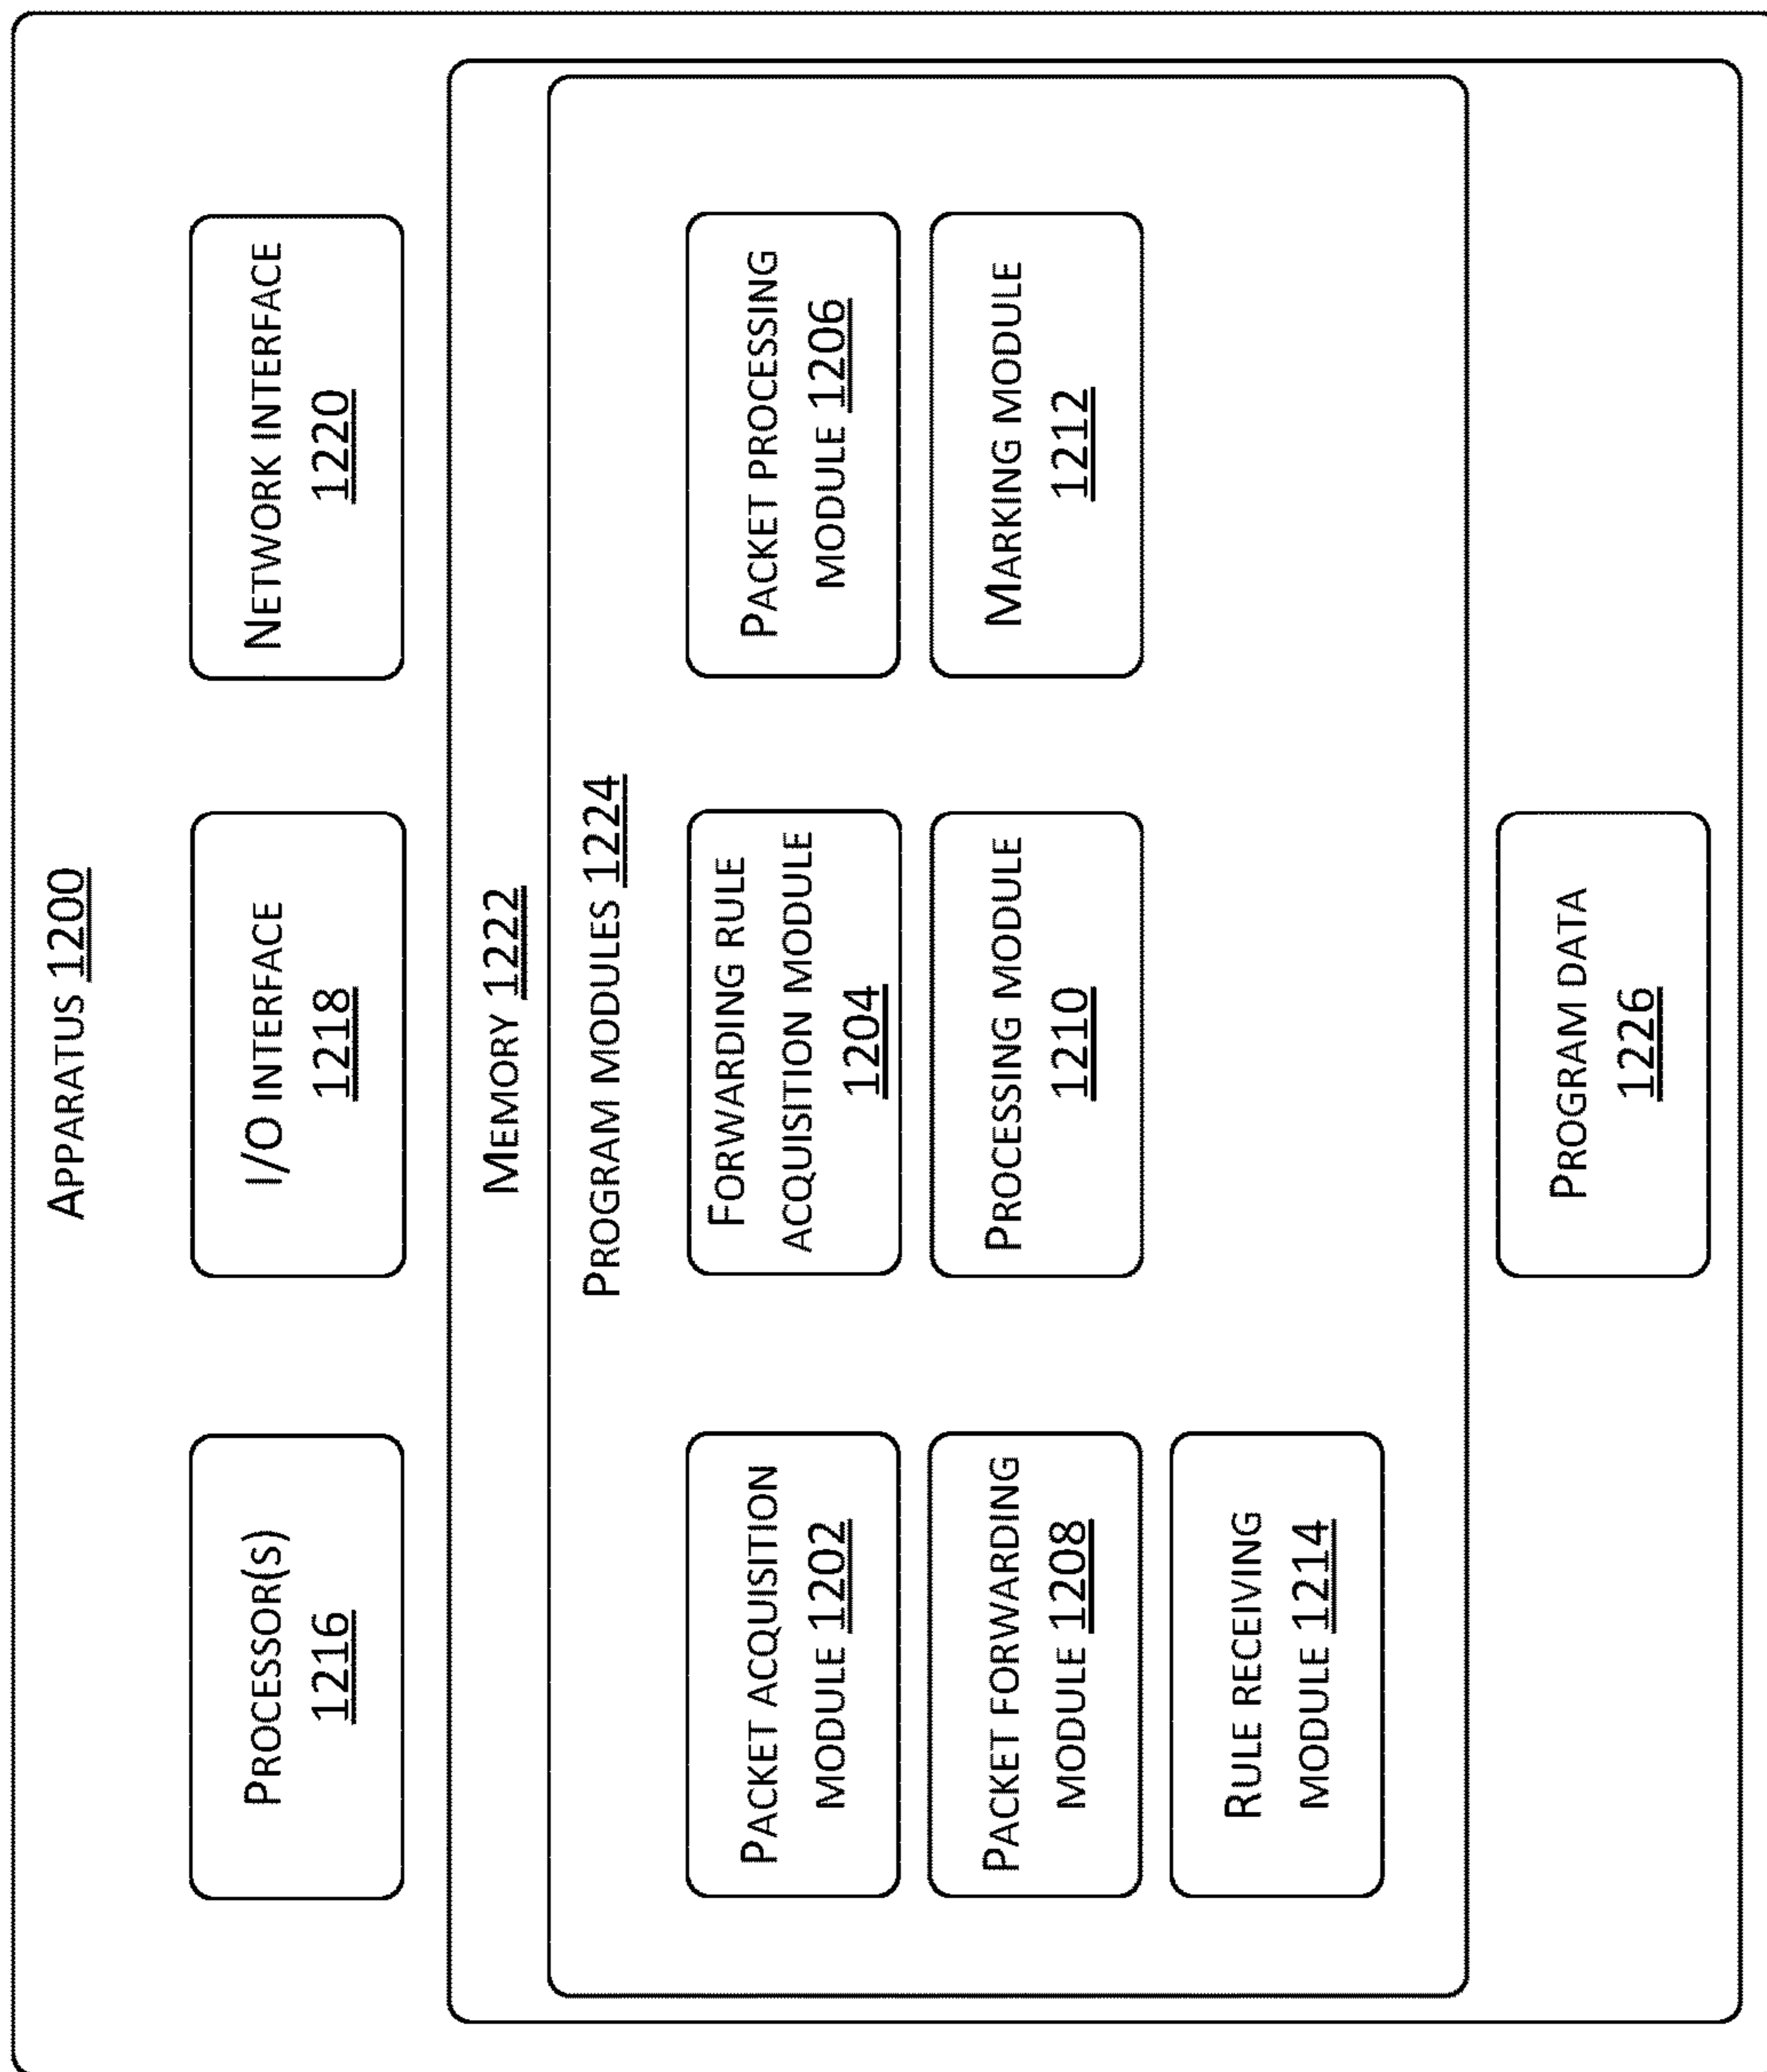 APPARATUS 1200
PROCESSOR(S)
1216
I/O INTERFACE
1218
NETWORK INTERFACE
1220
MEMORY 1222
PROGRAM MODULES 1224
PACKET ACQUISITION
MODULE 1202
FORWARDING RULE
ACQUISITION MODULE
1204
PACKET PROCESSING
MODULE 1206
PACKET FORWARDING
MODULE 1208
PROCESSING MODULE
1210
MARKING MODULE
1212
RULE RECEIVING
MODULE 1214
PROGRAM DATA
1226